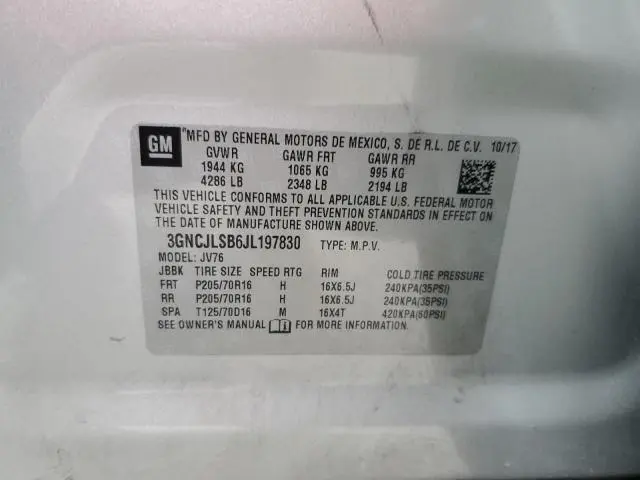 GM
MFD BY GENERAL MOTORS DE MEXICO, S. DE R.L. DE C.V. 10/17
GVWR GAWR FRT GAWR RR
1944 KG 1065 KG 995 KG
4286 LB 2348 LB 2194 LB
THIS VEHICLE CONFORMS TO ALL APPLICABLE U.S. FEDERAL MOTOR
VEHICLE SAFETY AND THEFT PREVENTION STANDARDS IN EFFECT ON
THE DATE OF MANUFACTURE SHOWN ABOVE.
3GNCJLSB6JL197830 TYPE: M.P.V.
MODEL: JV76
JBBK TIRE SIZE SPEED RTG RIM COLD TIRE PRESSURE
FRT P205/70R16 H 16X6.5J 240KPA(35PSI)
RR P205/70R16 H 16X6.5J 240KPA(35PSI)
SPA T125/70D16 M 16X4T 420KPA(60PSI)
SEE OWNER'S MANUAL FOR MORE INFORMATION.